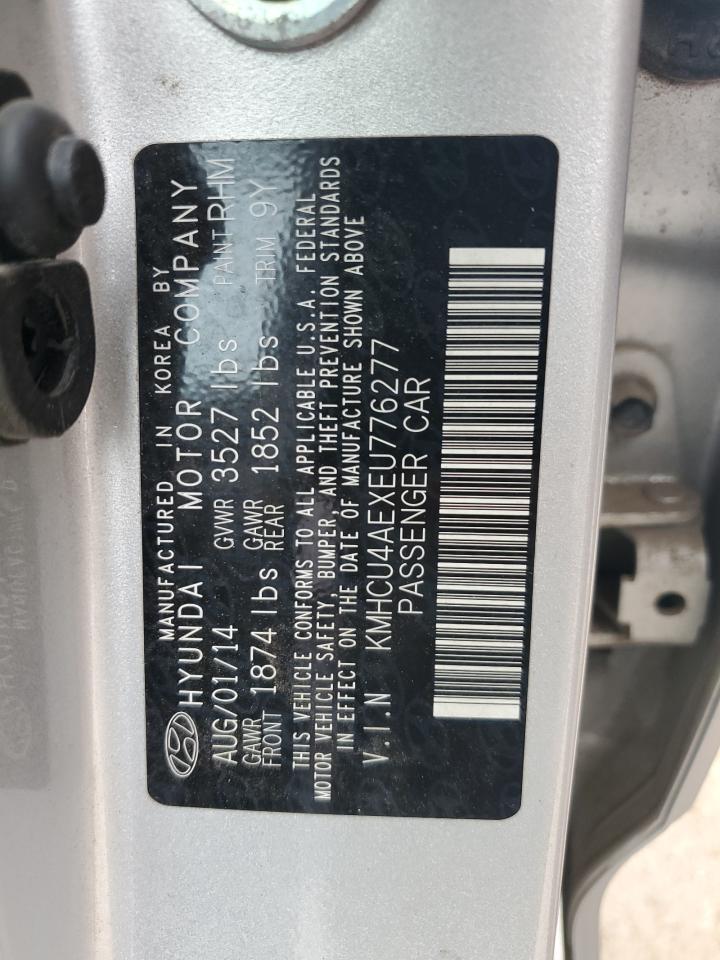 MANUFACTURED IN KOREA BY
HYUNDAI MOTOR COMPANY
AUG/01/14 GVWR 3527 lbs PAINT RHM
GAWR FRONT 1874 lbs GAWR REAR 1852 lbs TRIM 9Y
THIS VEHICLE CONFORMS TO ALL APPLICABLE U.S.A. FEDERAL
MOTOR VEHICLE SAFETY, BUMPER, AND THEFT PREVENTION STANDARDS
IN EFFECT ON THE DATE OF MANUFACTURE SHOWN ABOVE
V.I.N KMHCU4AEXEU776277
PASSENGER CAR